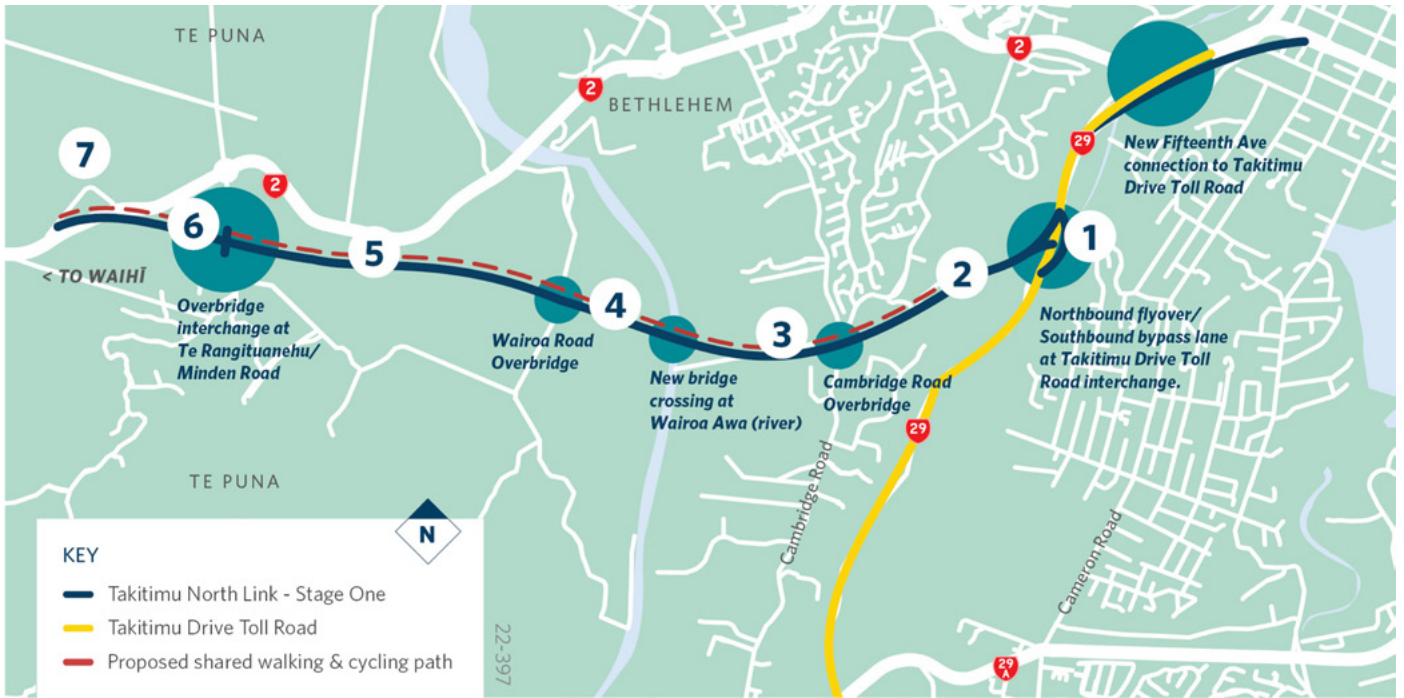 TE PUNA
2
2
BETHLEHEM
29
New Fifteenth Ave
connection to Takitimu
Drive Toll Road
7
2
6
5
< TO WAIHĪ
Overbridge
interchange at
Te Rangituanehu/
Minden Road
4
Wairoa Road
Overbridge
3
New bridge
crossing at
Wairoa Awa (river)
2
1
Cambridge Road
Overbridge
Northbound flyover/
Southbound bypass lane
at Takitimu Drive Toll
Road interchange.
29
Cambridge Road
Cameron Road
29
A
TE PUNA
N
KEY
Takitimu North Link - Stage One
Takitimu Drive Toll Road
Proposed shared walking & cycling path
22-397